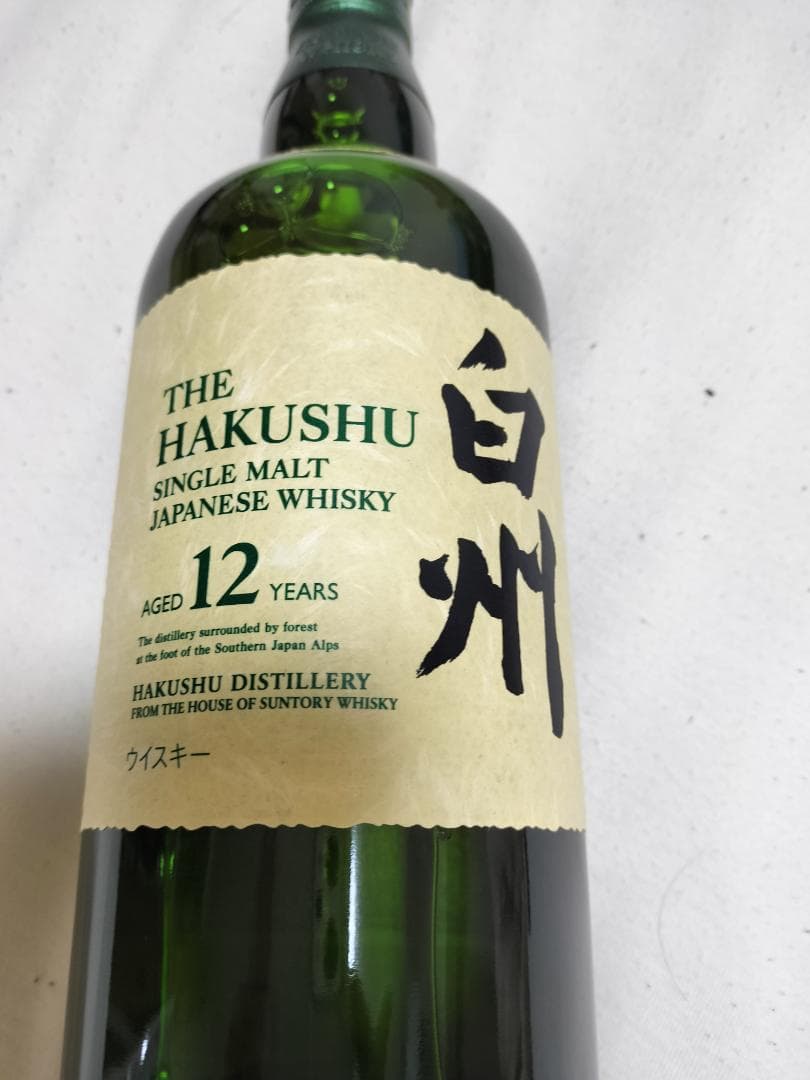 THE
HAKUSHU
SINGLE MALT
JAPANESE WHISKY
AGED 12 YEARS
The distillery surrounded by forest
at the foot of the Southern Japan Alps
HAKUSHU DISTILLERY
FROM THE HOUSE OF SUNTORY WHISKY
ウイスキー
白州